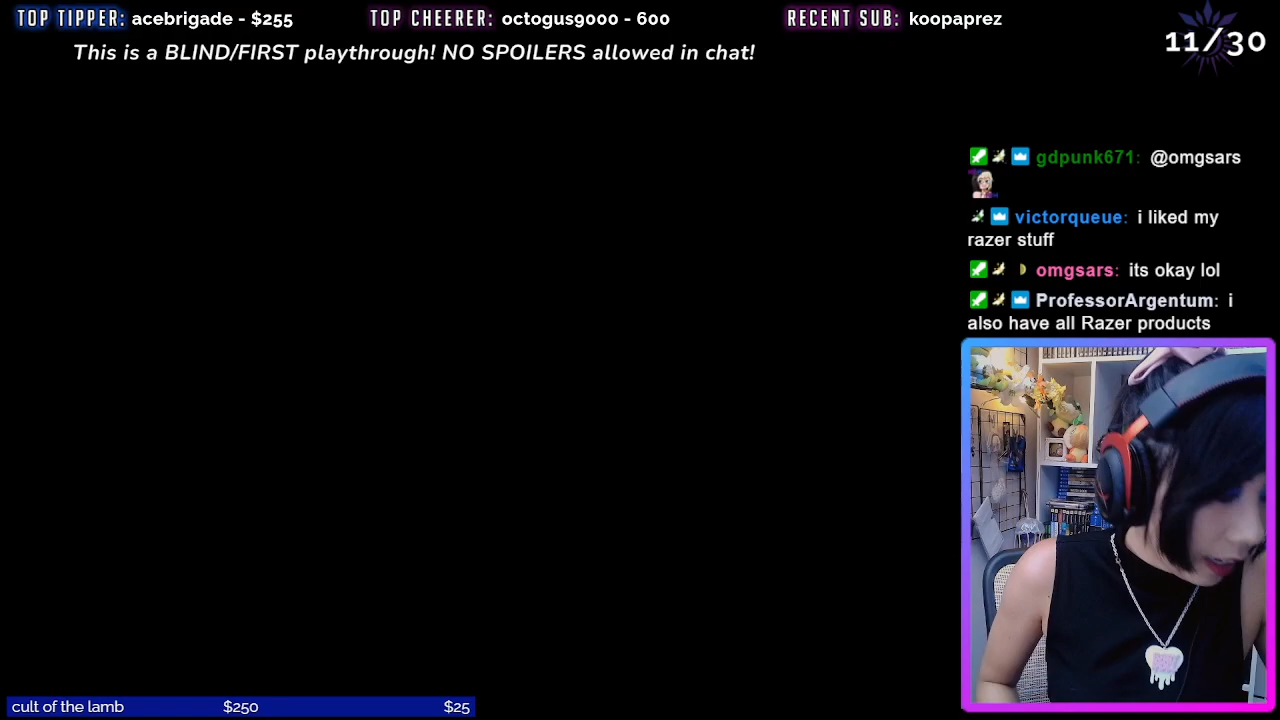 TOP TIPPER: acebrigade - $255
TOP CHEERER: octogus9000 - 600
RECENT SUB: koopaprez
11/30
This is a BLIND/FIRST playthrough! NO SPOILERS allowed in chat!
gdpunk671: @omgsars
victorqueue: i liked my
razer stuff
omgsars: its okay lol
ProfessorArgentum: i
also have all Razer products
cult of the lamb $250 $25